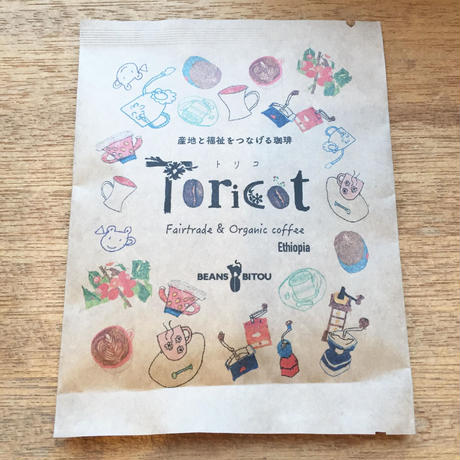 産地と福祉をつなげる珈琲
トリコ
Toricot
Fairtrade & Organic coffee
Ethiopia
BEANS BITOU